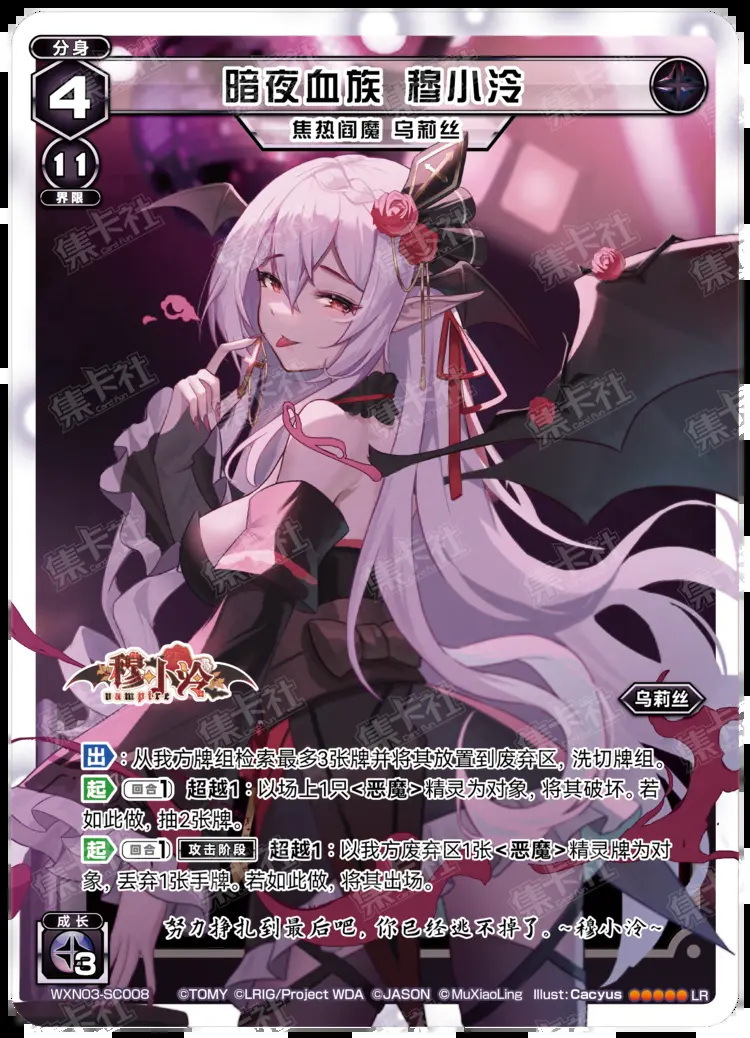 分身
4
暗夜血族 穆小泠
焦热阎魔 乌莉丝
11
界限
穆小泠
vampire
乌莉丝
出：从我方牌组检索最多3张牌并将其放置到废弃区，洗切牌组。
起 回合1 超越1：以场上1只<恶魔>精灵为对象，将其破坏。若
如此做，抽2张牌。
起 回合1 攻击阶段 超越1：以我方废弃区1张<恶魔>精灵牌为对
象，丢弃1张手牌。若如此做，将其出场。
努力挣扎到最后吧，你已经逃不掉了。~穆小泠~
成长
3
WXN03-SC008 ©TOMY ©LRIG/Project WDA ©JASON ©MuXiaoLing Illust:Cacyus LR
集卡社